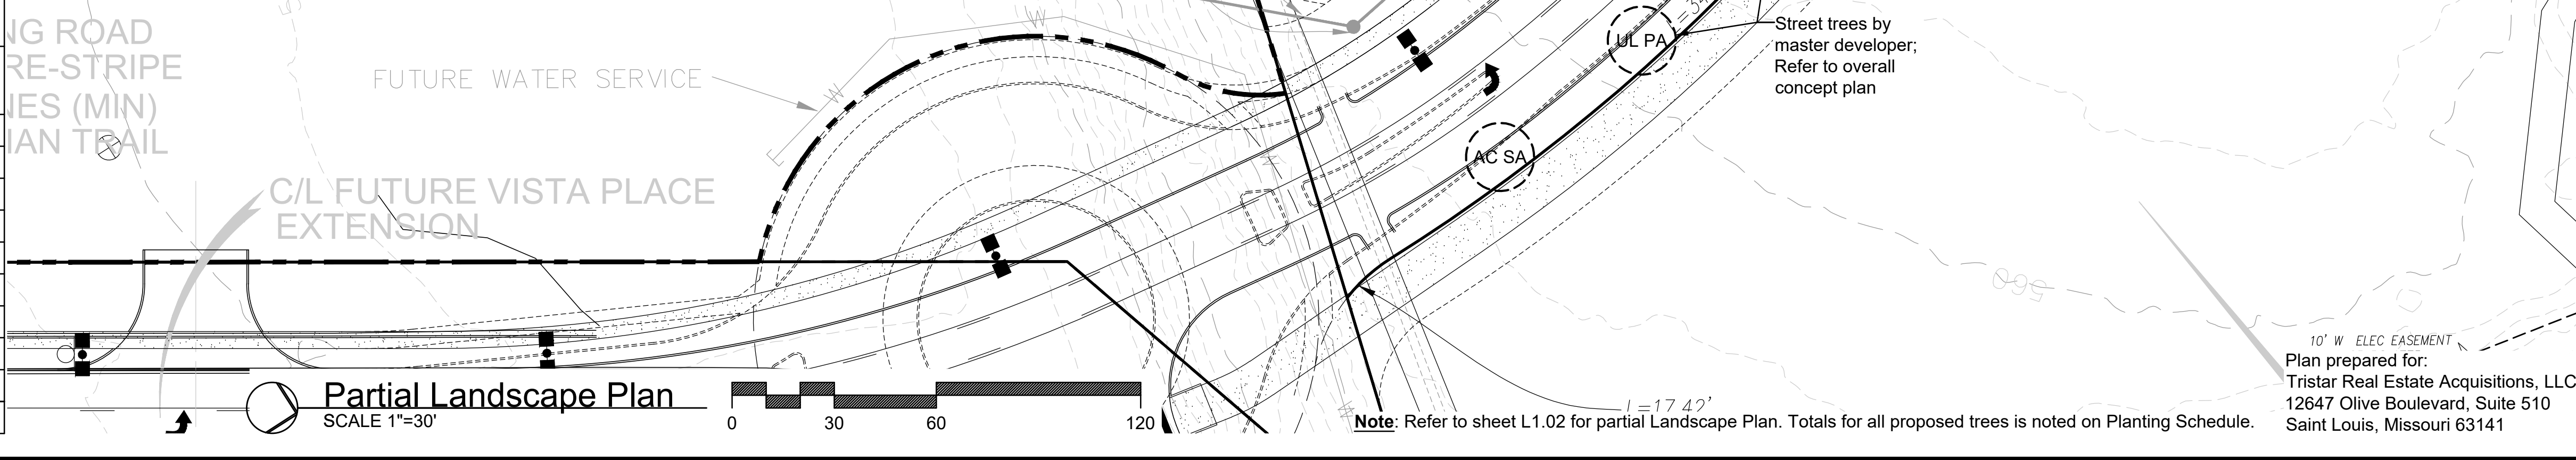 NG ROAD
RE-STRIPE
NES (MIN)
IAN TRAIL
FUTURE WATER SERVICE
W
W
C/L FUTURE VISTA PLACE
EXTENSION
UL PA
AC SA
Street trees by
master developer;
Refer to overall
concept plan
895
10' W ELEC EASEMENT
Plan prepared for:
Tristar Real Estate Acquisitions, LLC
12647 Olive Boulevard, Suite 510
Saint Louis, Missouri 63141
L=17.42'
Note: Refer to sheet L1.02 for partial Landscape Plan. Totals for all proposed trees is noted on Planting Schedule.
Partial Landscape Plan
SCALE 1"=30'
0 30 60 120